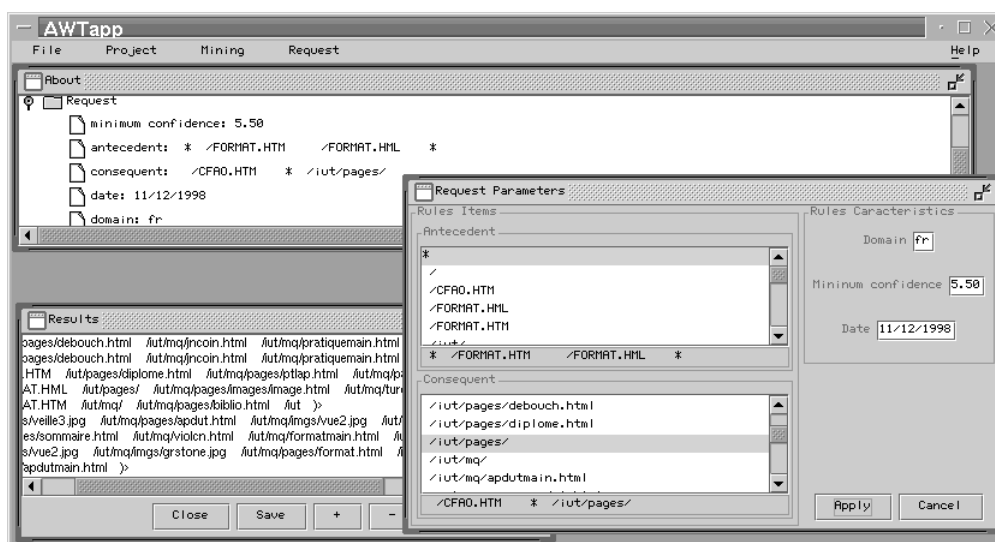 AWTapp
File Project Mining Request Help
About
Request
minimum confidence: 5.50
antecedent: * /FORMAT.HTM /FORMAT.HML *
consequent: /CFAO.HTM * /iut/pages/
date: 11/12/1998
domain: fr
Results
pages/debouch.html /iut/mq/jncoin.html /iut/mq/pratiquemain.html
pages/debouch.html /iut/mq/jncoin.html /iut/mq/pratiquemain.html
.HTM /iut/pages/diplome.html /iut/mq/pages/ptlap.html /iut/mq/p
AT.HML /iut/pages/ /iut/mq/pages/images/image.html /iut/mq/ture
AT.HTM /iut/mq/ /iut/mq/pages/biblio.html /iut )>
s/veille3.jpg /iut/mq/pages/apdut.html /iut/mq/imgs/vue2.jpg /iut/
es/sommaire.html /iut/mq/violcn.html /iut/mq/formatmain.html
s/vue2.jpg /iut/mq/imgs/grstone.jpg /iut/mq/pages/format.html
/apdutmain.html )>
Close Save + -
Request Parameters
Rules Items
Antecedent
*
/
/CFAO.HTM
/FORMAT.HML
/FORMAT.HTM
/iut/
* /FORMAT.HTM /FORMAT.HML *
Consequent
/iut/pages/debouch.html
/iut/pages/diplome.html
/iut/pages/
/iut/mq/
/iut/mq/apdutmain.html
/CFAO.HTM * /iut/pages/
Rules Caracteristics
Domain fr
Mininum confidence 5.50
Date 11/12/1998
Apply Cancel